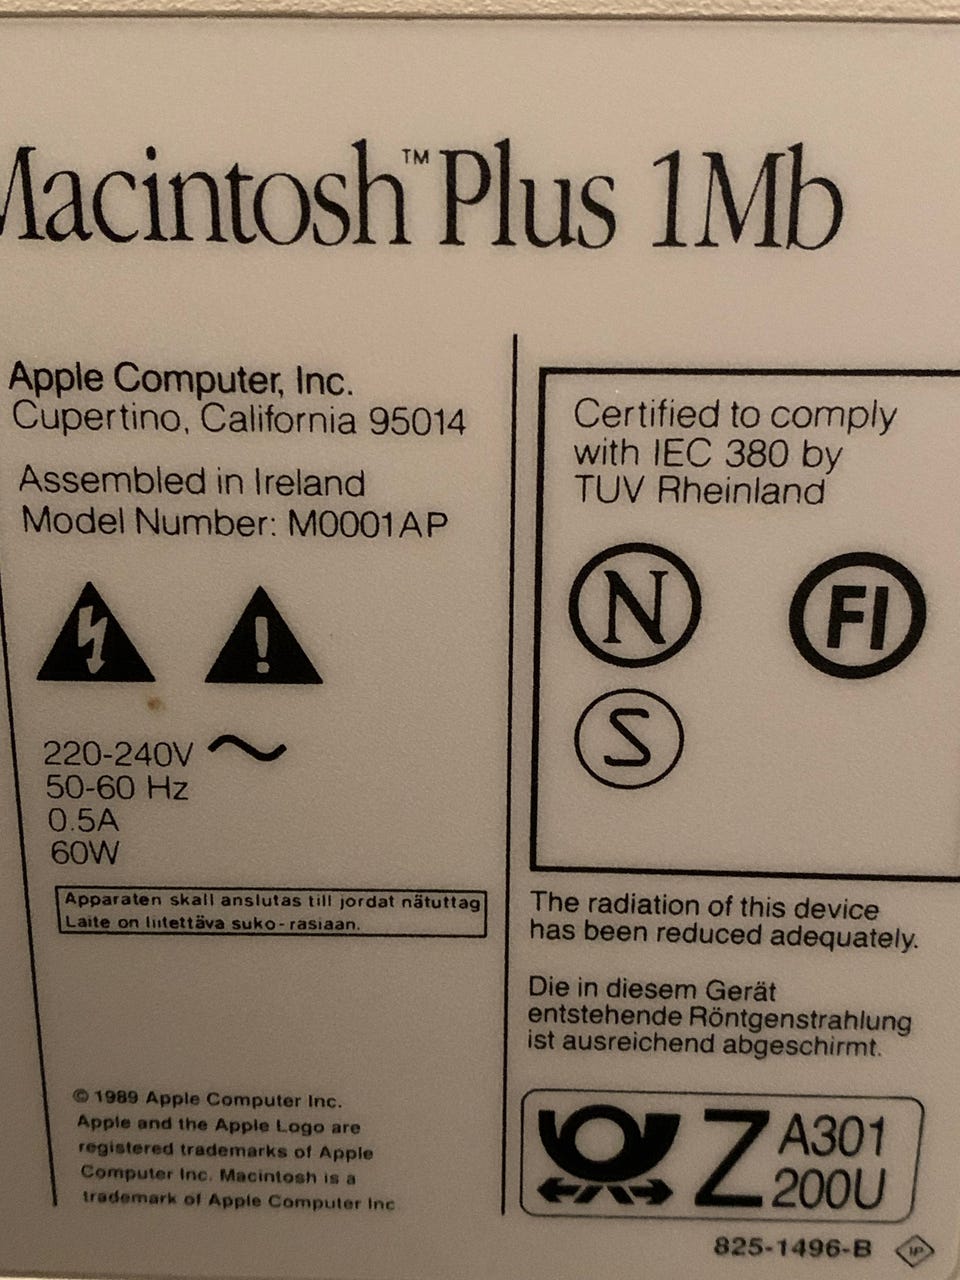 Macintosh™ Plus 1Mb
Apple Computer, Inc.
Cupertino, California 95014
Assembled in Ireland
Model Number: M0001AP
220-240V ~
50-60 Hz
0.5A
60W
Apparaten skall anslutas till jordat nätuttag
Laite on liitettävä suko-rasiaan.
© 1989 Apple Computer Inc.
Apple and the Apple Logo are
registered trademarks of Apple
Computer Inc. Macintosh is a
trademark of Apple Computer Inc
Certified to comply
with IEC 380 by
TUV Rheinland
N
FI
S
The radiation of this device
has been reduced adequately.
Die in diesem Gerät
entstehende Röntgenstrahlung
ist ausreichend abgeschirmt.
Z A301
200U
825-1496-B
IP